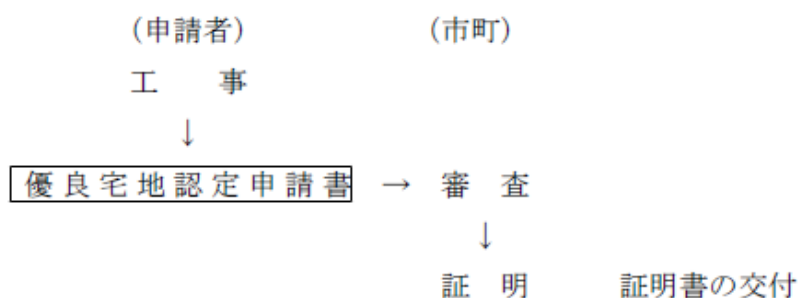 (申請者) (市町)
工 事
↓
優良宅地認定申請書 → 審 査
↓
証 明 証明書の交付